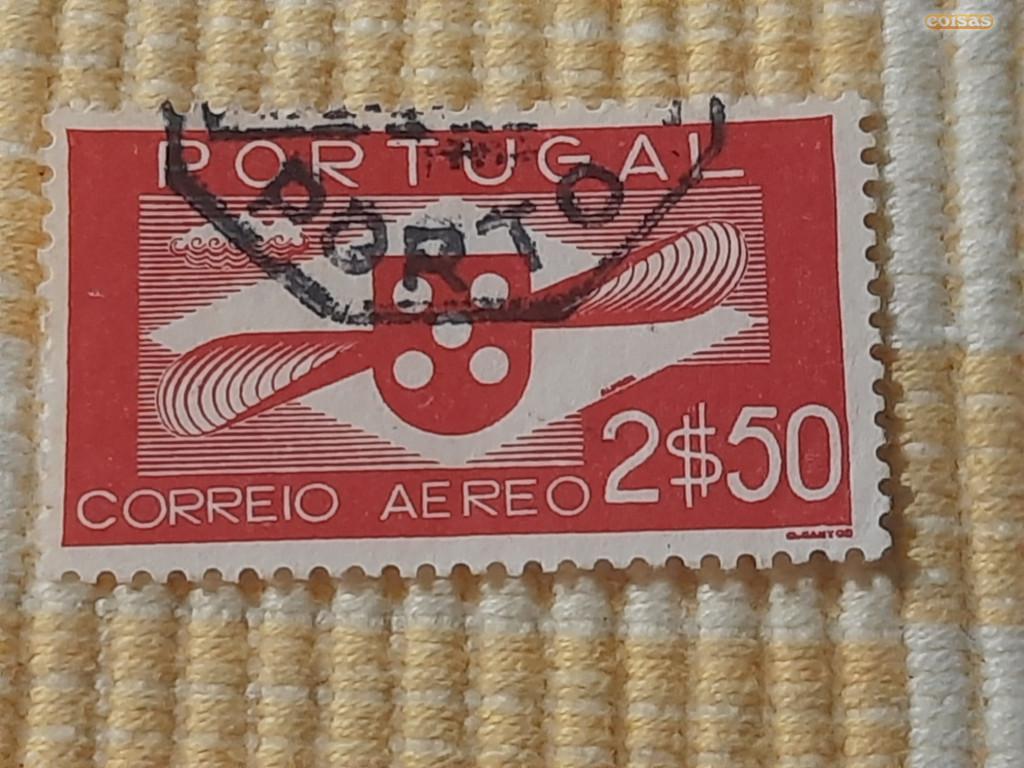 coisas
PORTUGAL
PORTO
CORREIO AEREO 2$50